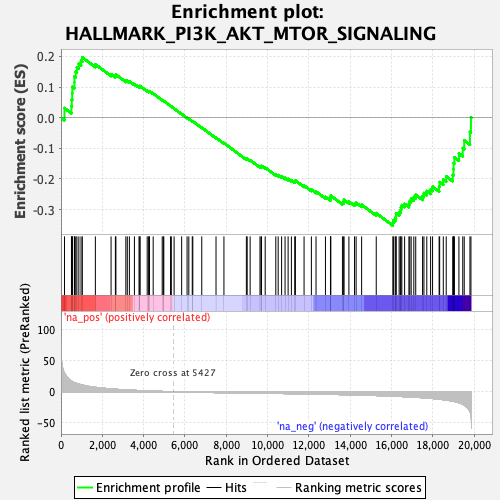 Enrichment plot:
HALLMARK_PI3K_AKT_MTOR_SIGNALING
Enrichment score (ES)
0.2
0.1
0.0
-0.1
-0.2
-0.3
'na_pos' (positively correlated)
Ranked list metric (PreRanked)
100
50
0
-50
Zero cross at 5427
'na_neg' (negatively correlated)
0
2,000
4,000
6,000
8,000
10,000
12,000
14,000
16,000
18,000
20,000
Rank in Ordered Dataset
Enrichment profile
Hits
Ranking metric scores